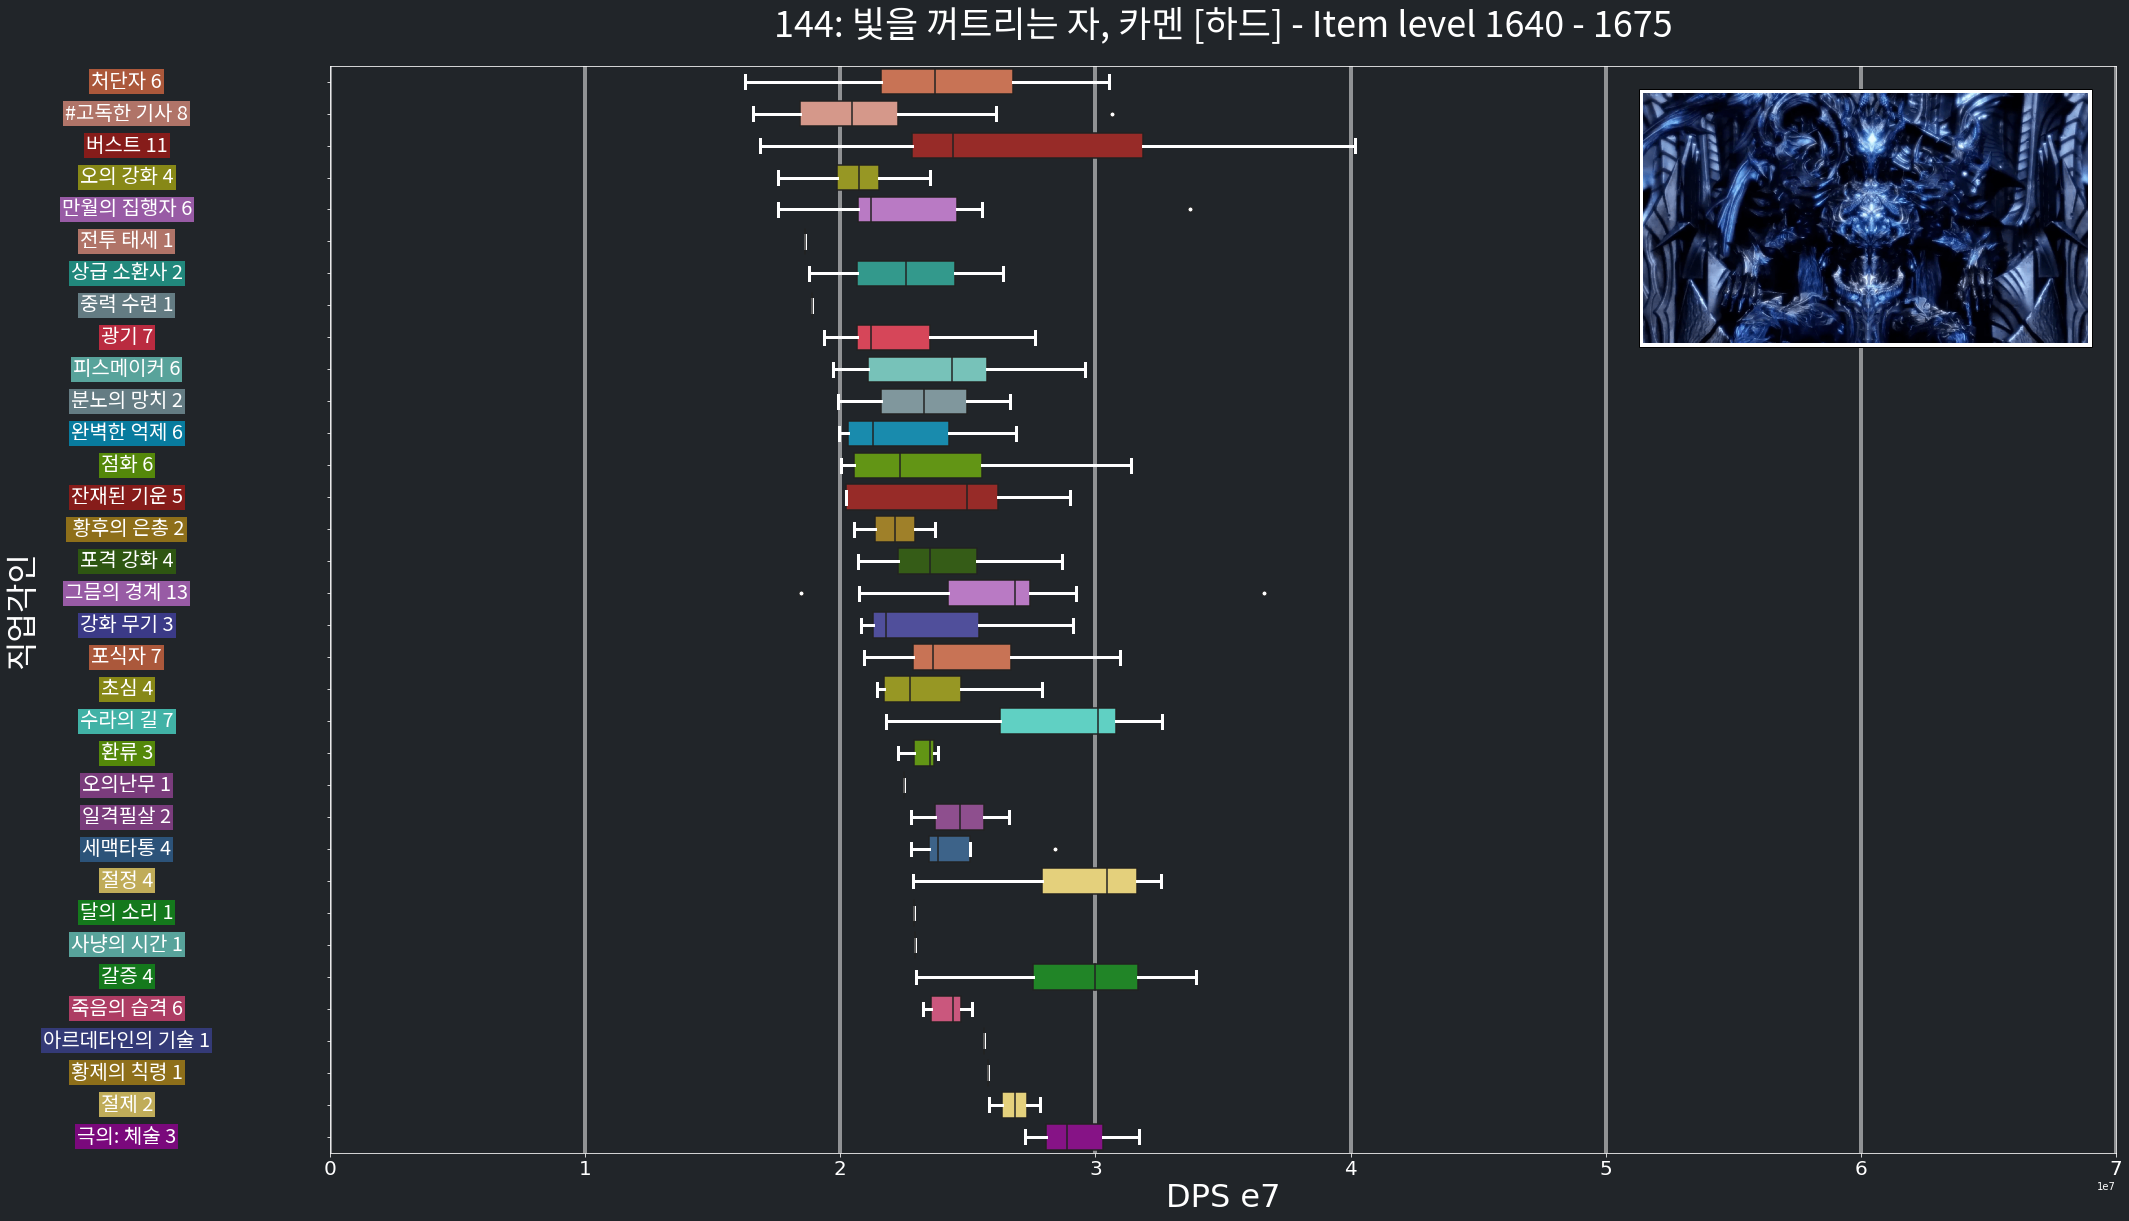 144: 빛을 꺼트리는 자, 카멘 [하드] - Item level 1640 - 1675
처단자 6
#고독한 기사 8
버스트 11
오의 강화 4
만월의 집행자 6
전투 태세 1
상급 소환사 2
중력 수련 1
광기 7
피스메이커 6
분노의 망치 2
완벽한 억제 6
점화 6
잔재된 기운 5
황후의 은총 2
포격 강화 4
그믐의 경계 13
강화 무기 3
포식자 7
초심 4
수라의 길 7
환류 3
오의난무 1
일격필살 2
세맥타통 4
절정 4
달의 소리 1
사냥의 시간 1
갈증 4
죽음의 습격 6
아르데타인의 기술 1
황제의 칙령 1
절제 2
극의: 체술 3
직업각인
0 1 2 3 4 5 6 7
1e7
DPS e7